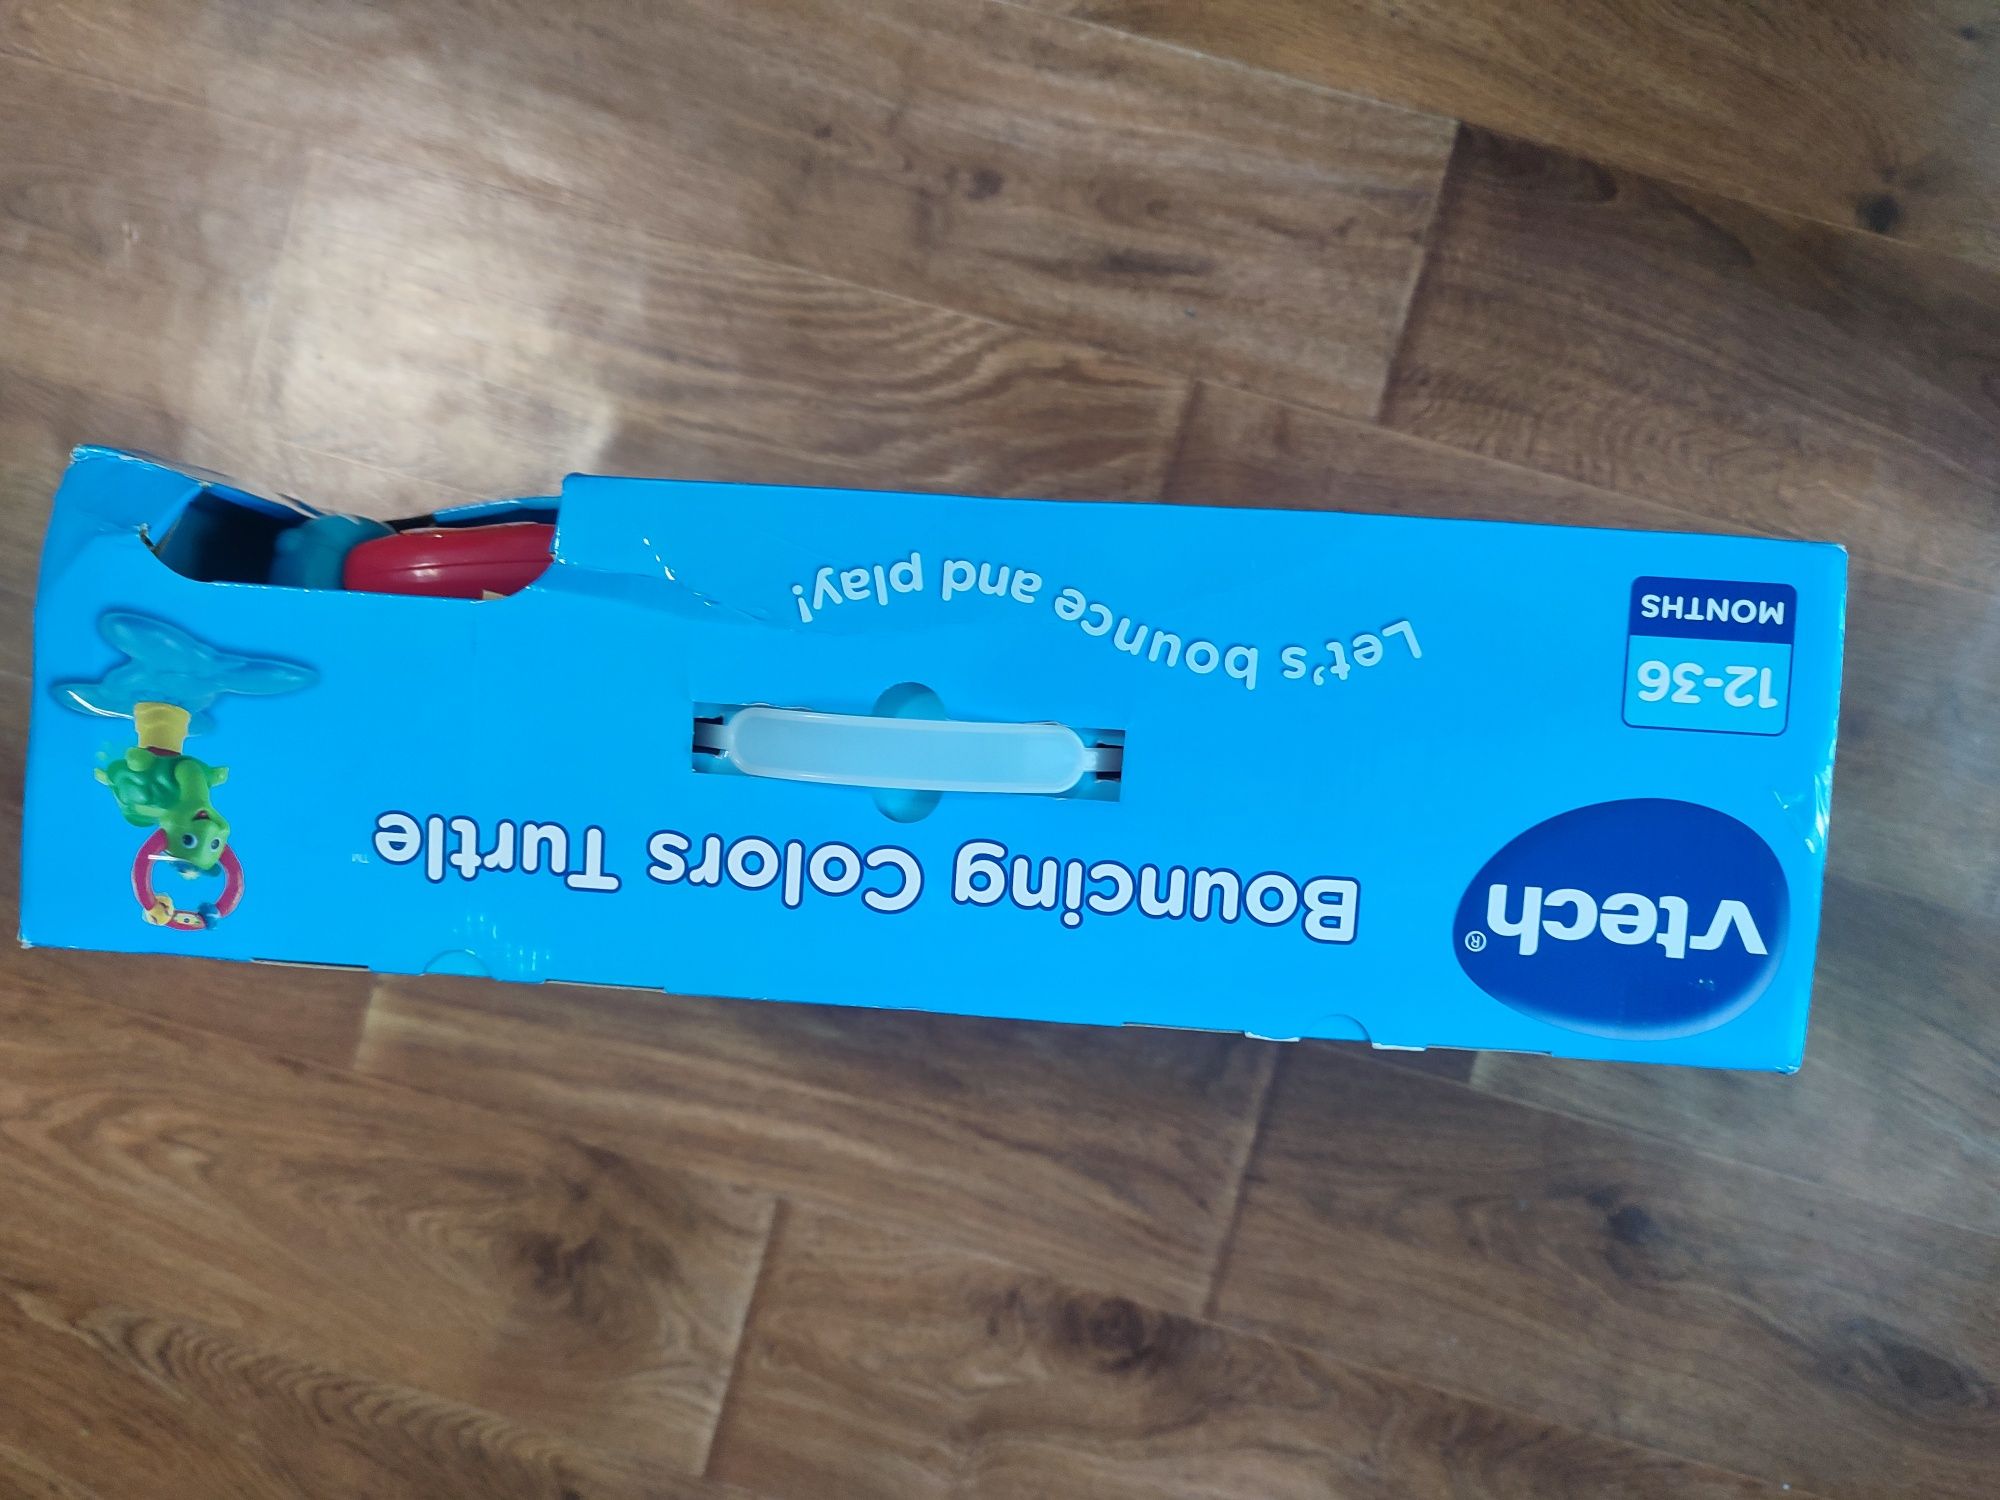 vtech®
Bouncing Colors Turtle™
Let's bounce and play!
12-36
MONTHS